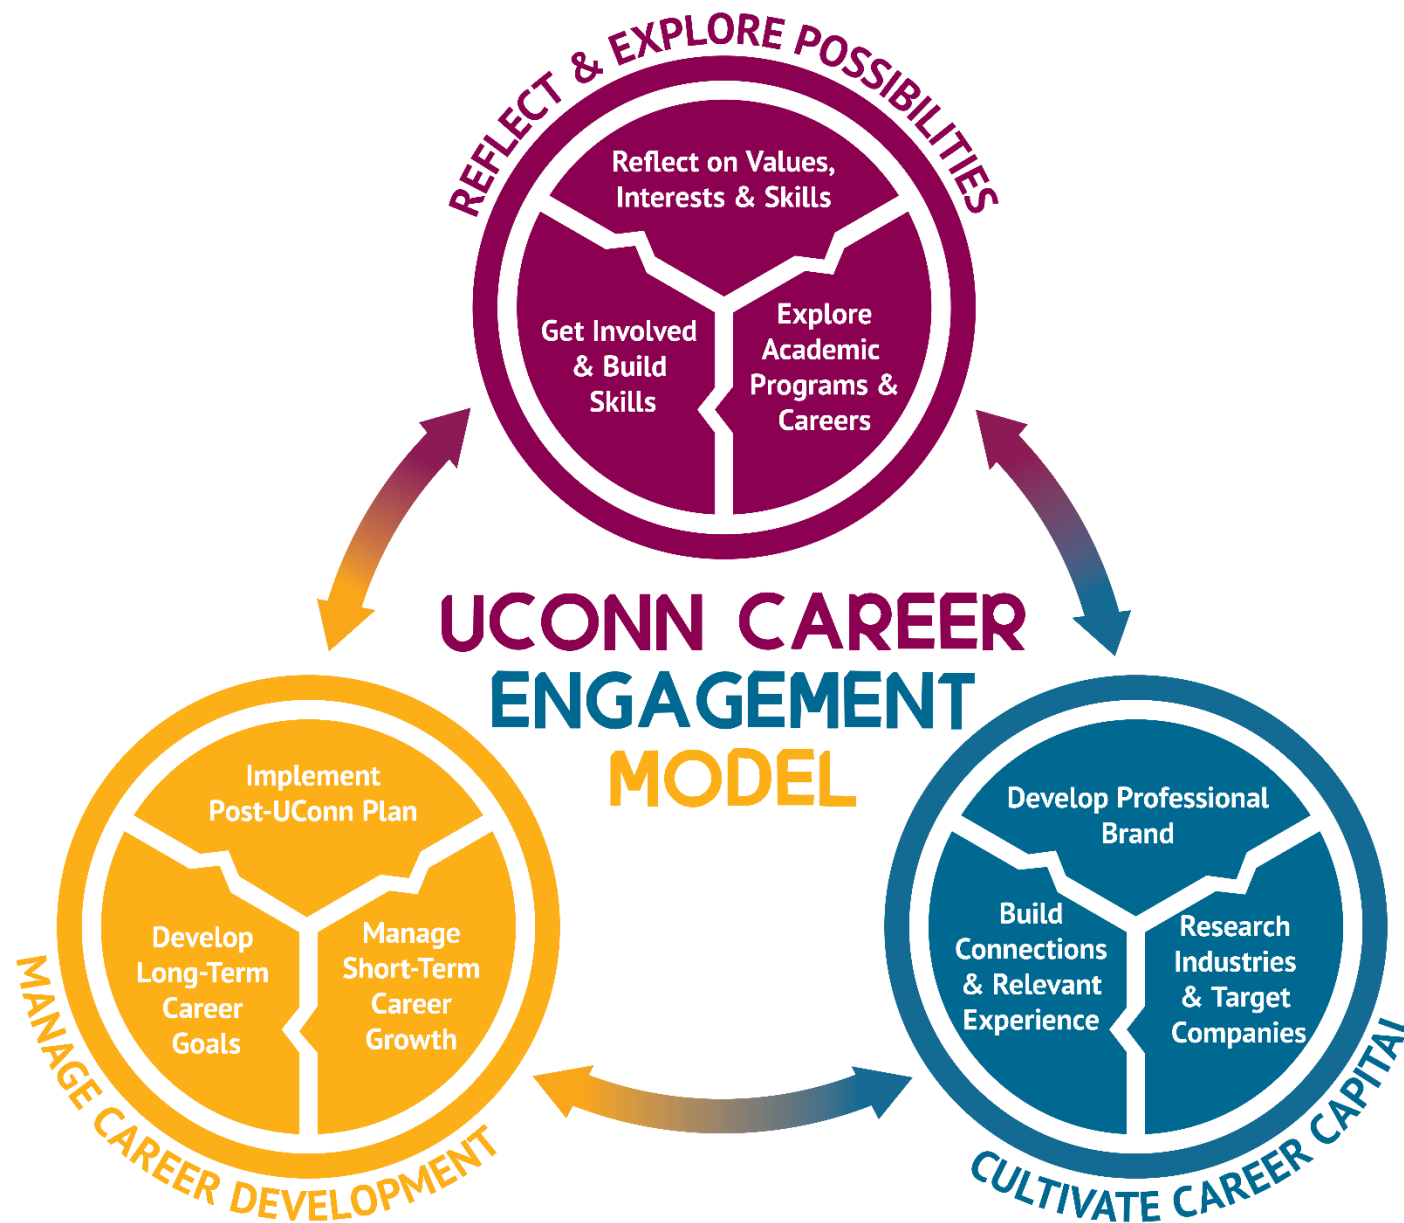 REFLECT & EXPLORE POSSIBILITIES
Reflect on Values,
Interests & Skills
Get Involved
& Build
Skills
Explore
Academic
Programs &
Careers
UCONN CAREER
ENGAGEMENT
MODEL
Implement
Post-UConn Plan
Develop
Long-Term
Career
Goals
Manage
Short-Term
Career
Growth
MANAGE CAREER DEVELOPMENT
Develop Professional
Brand
Build
Connections
& Relevant
Experience
Research
Industries
& Target
Companies
CULTIVATE CAREER CAPITAL